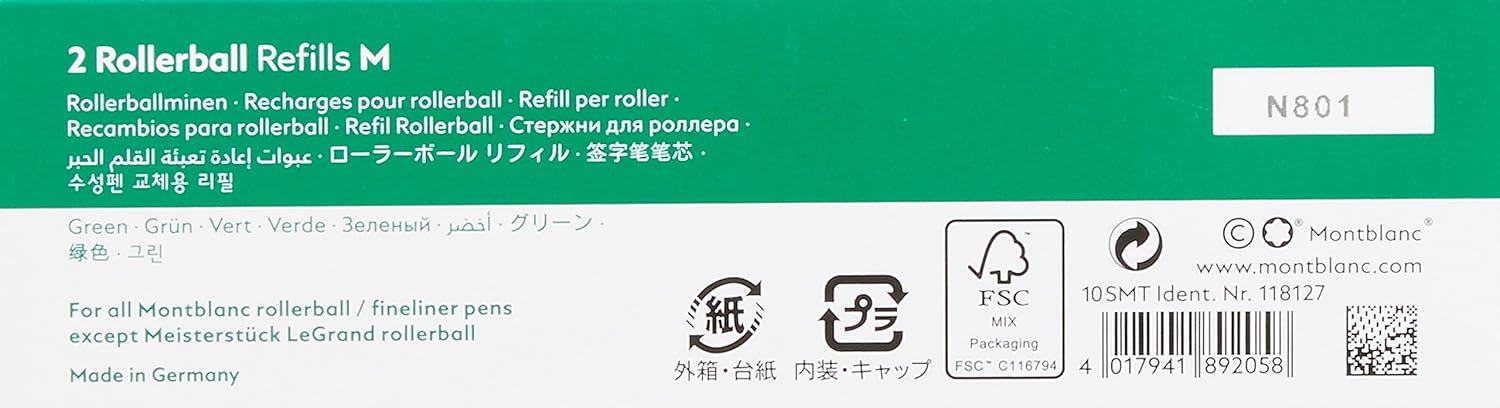 2 Rollerball Refills M
Rollerballminen · Recharges pour rollerball · Refill per roller ·
Recambios para rollerball · Refil Rollerball · Стержни для роллера ·
عبوات إعادة تعبئة القلم الحبر · ローラーボール リフィル · 签字笔笔芯 ·
수성펜 교체용 리필
N801
Green · Grün · Vert · Verde · Зеленый · أخضر · グリーン ·
绿色 · 그린
For all Montblanc rollerball / fineliner pens
except Meisterstück LeGrand rollerball
Made in Germany
紙
外箱・台紙
プラ
内装・キャップ
FSC
MIX
Packaging
FSC™ C116794
© ® Montblanc®
www.montblanc.com
10SMT Ident. Nr. 118127
4 017941 892058